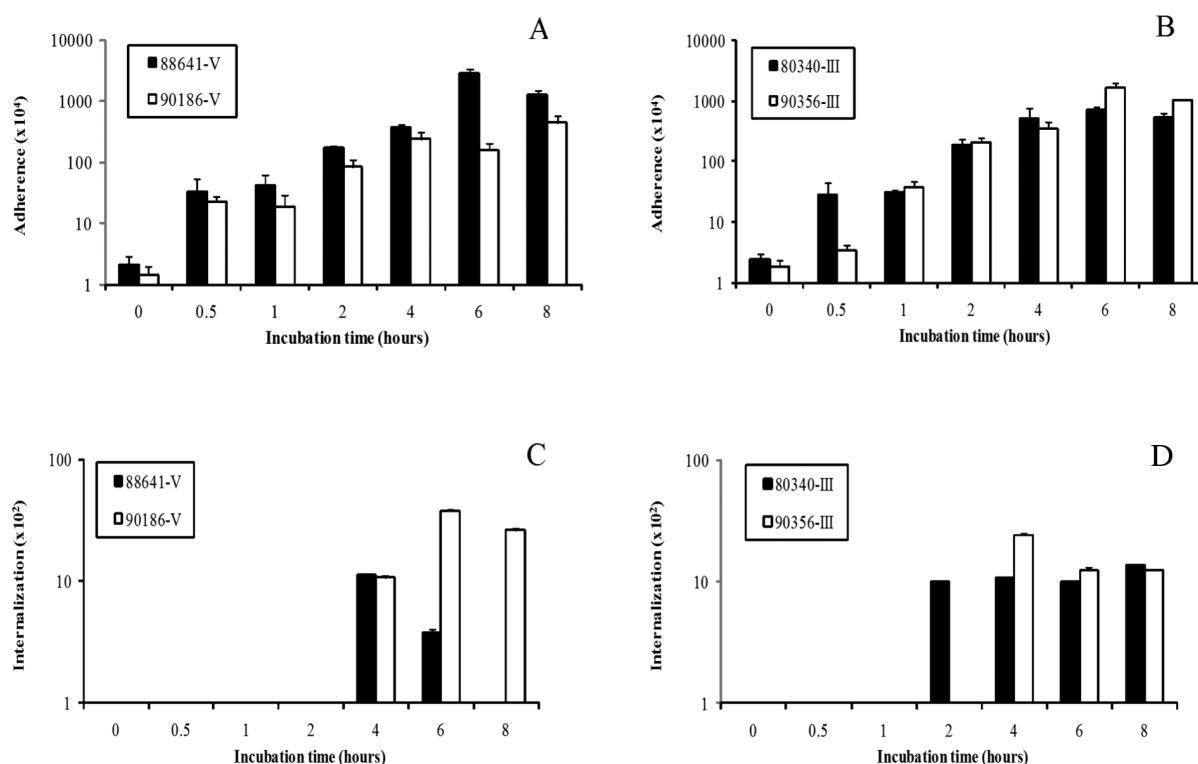 A
10000
1000
100
10
1
Adherence (x10⁴)
88641-V
90186-V
0 0.5 1 2 4 6 8
Incubation time (hours)
B
10000
1000
100
10
1
Adherence (x10⁴)
80340-III
90356-III
0 0.5 1 2 4 6 8
Incubation time (hours)
C
100
10
1
Internalization (x10²)
88641-V
90186-V
0 0.5 1 2 4 6 8
Incubation time (hours)
D
100
10
1
Internalization (x10²)
80340-III
90356-III
0 0.5 1 2 4 6 8
Incubation time (hours)